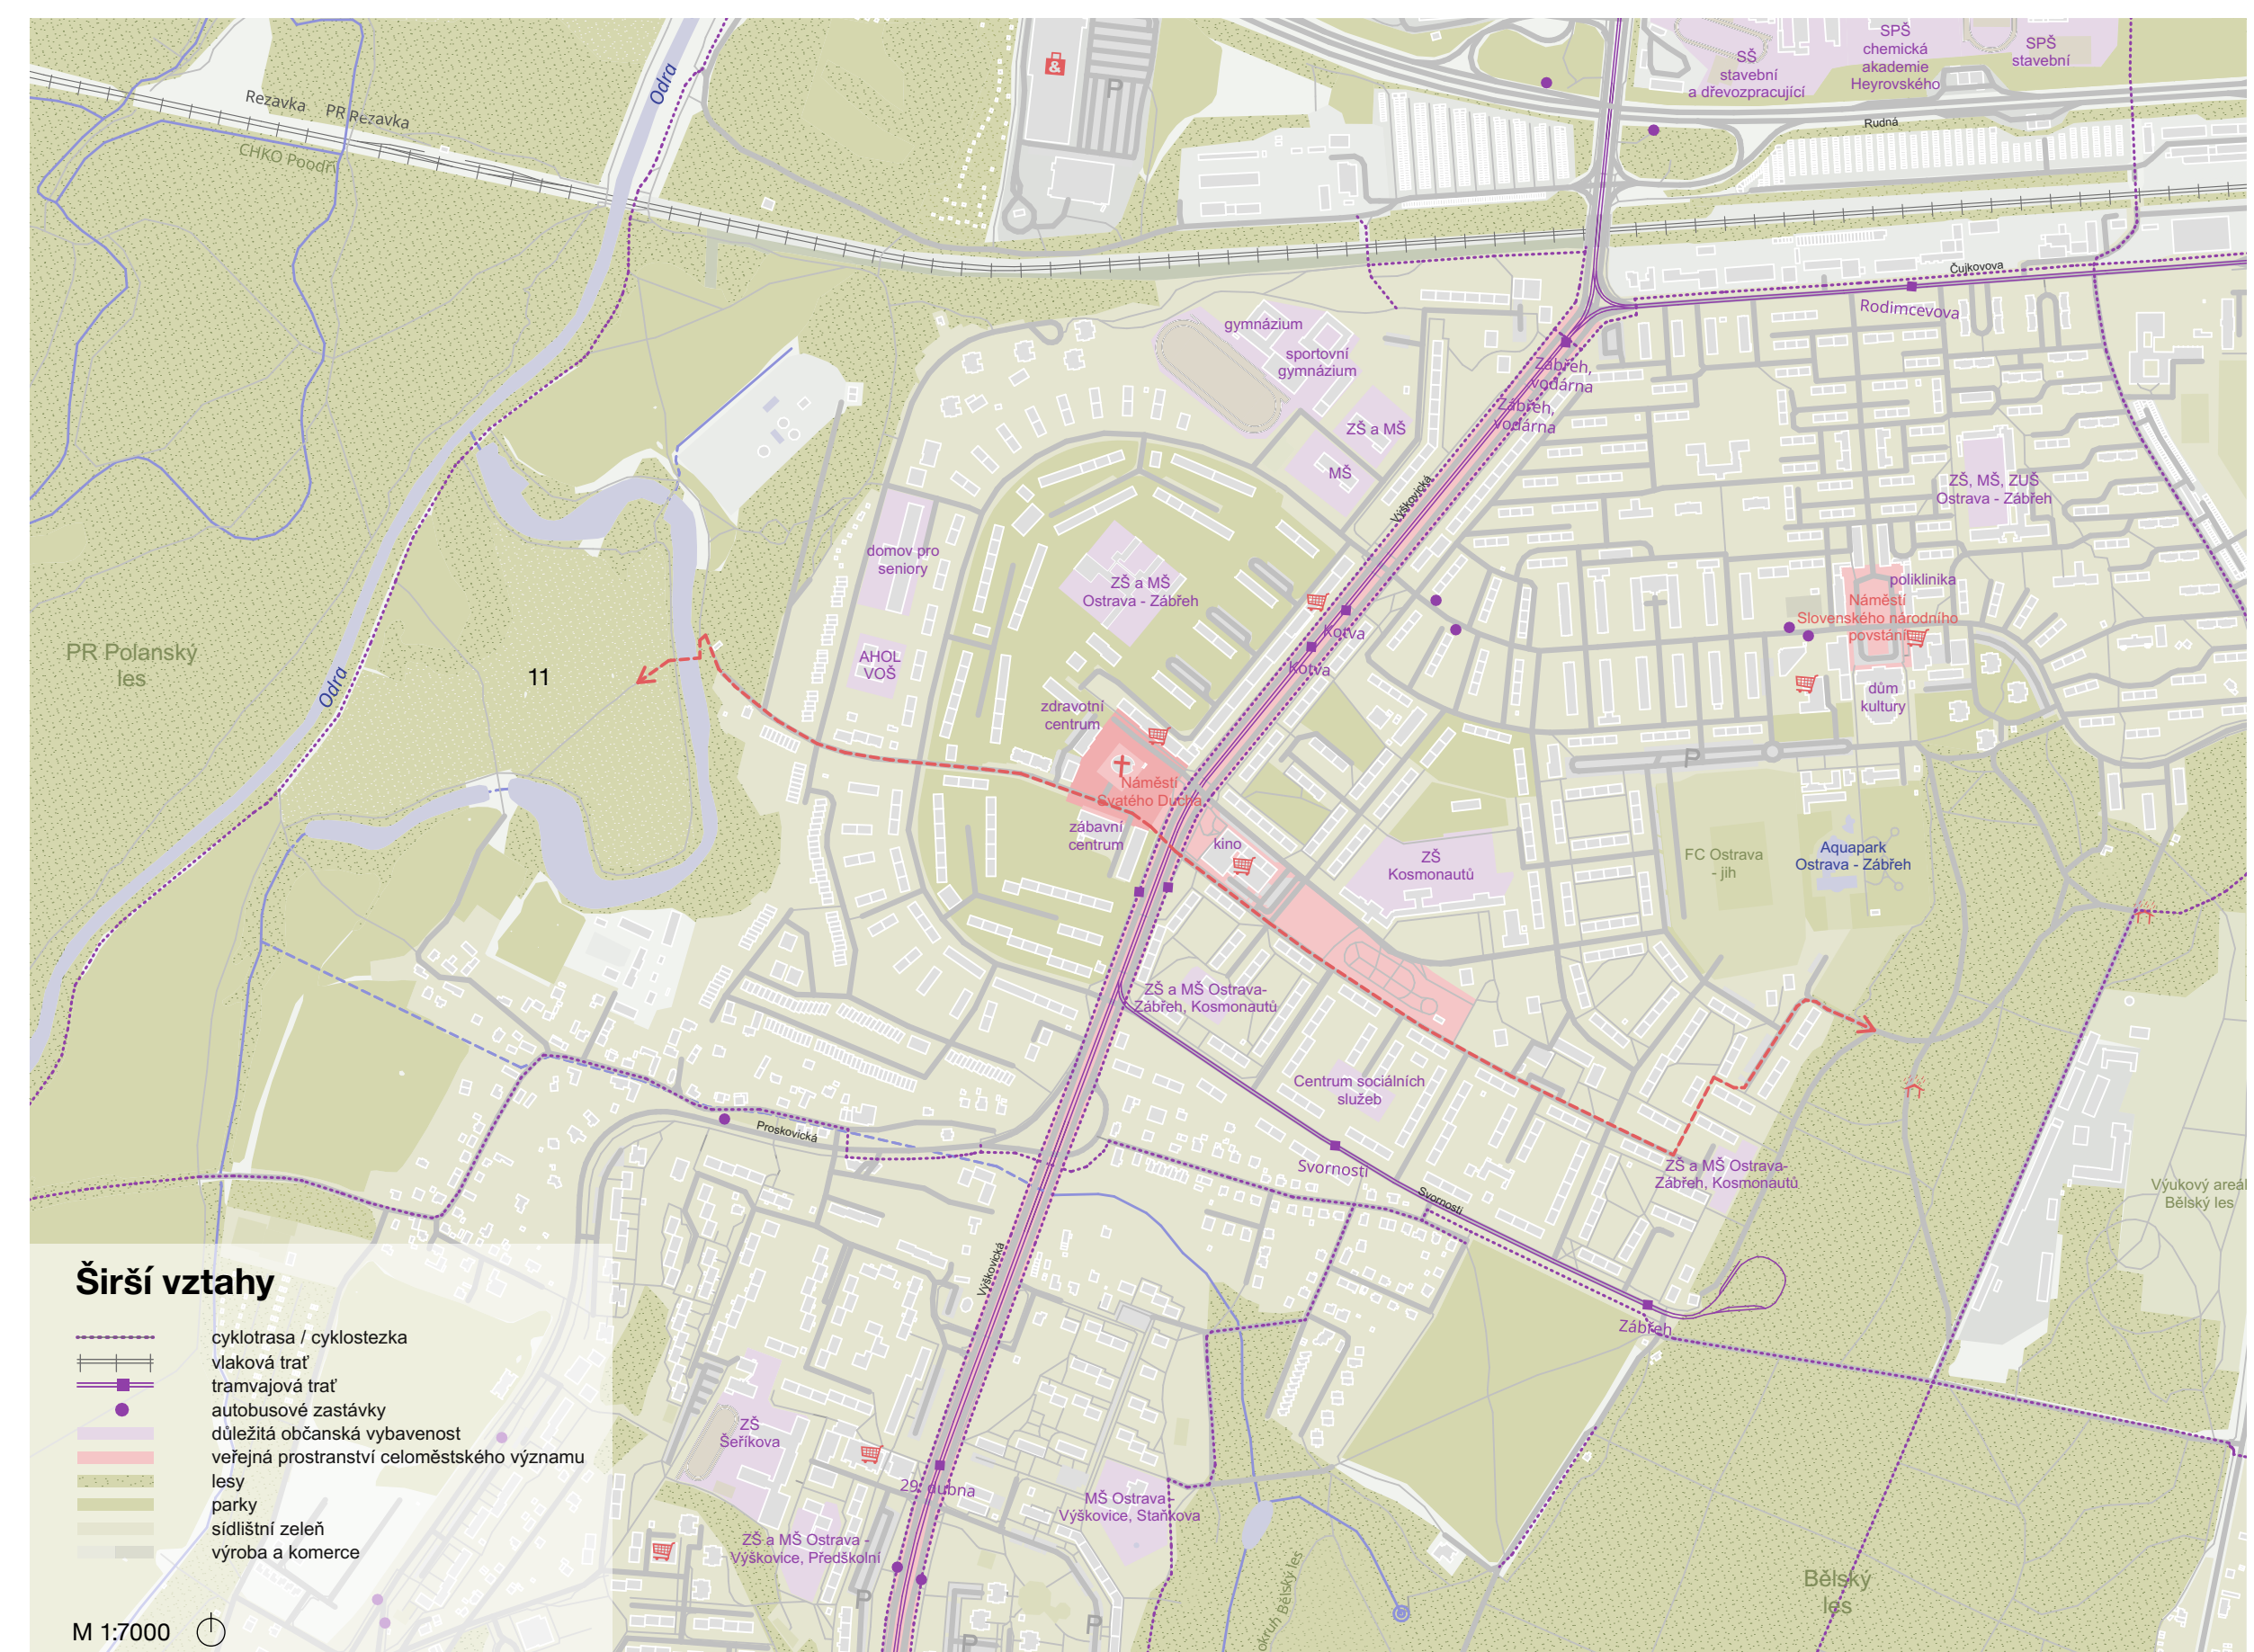 Odra
Rezavka
PR Rezavka
CHKO Poodří
&
P
SŠ
stavební
a dřevozpracující
SPŠ
chemická
akademie
Heyrovského
SPŠ
stavební
Rudná
Čujkovova
Rodimcevova
gymnázium
sportovní
gymnázium
Zábřeh,
vodárna
Zábřeh,
vodárna
ZŠ a MŠ
MŠ
Výškovická
ZŠ, MŠ, ZUŠ
Ostrava - Zábřeh
domov pro
seniory
ZŠ a MŠ
Ostrava - Zábřeh
poliklinika
Náměstí
Slovenského národního
povstání
Kotva
Kotva
PR Polanský
les
Odra
11
AHOL
VOŠ
dům
kultury
zdravotní
centrum
P
Náměstí
Svatého Ducha
zábavní
centrum
kino
ZŠ
Kosmonautů
FC Ostrava
- jih
Aquapark
Ostrava - Zábřeh
ZŠ a MŠ Ostrava-
Zábřeh, Kosmonautů
Centrum sociálních
služeb
Proskovická
Svornosti
ZŠ a MŠ Ostrava-
Zábřeh, Kosmonautů
Svornosti
Výukový areál
Bělský les
Výškovická
Zábřeh
Širší vztahy
cyklotrasa / cyklostezka
vlaková trať
tramvajová trať
autobusové zastávky
důležitá občanská vybavenost
veřejná prostranství celoměstského významu
lesy
parky
sídlištní zeleň
výroba a komerce
M 1:7000
ZŠ
Šeříkova
29. dubna
MŠ Ostrava -
Výškovice, Staňkova
ZŠ a MŠ Ostrava -
Výškovice, Předškolní
P
P
P
okruh Bělský les
Bělský
les